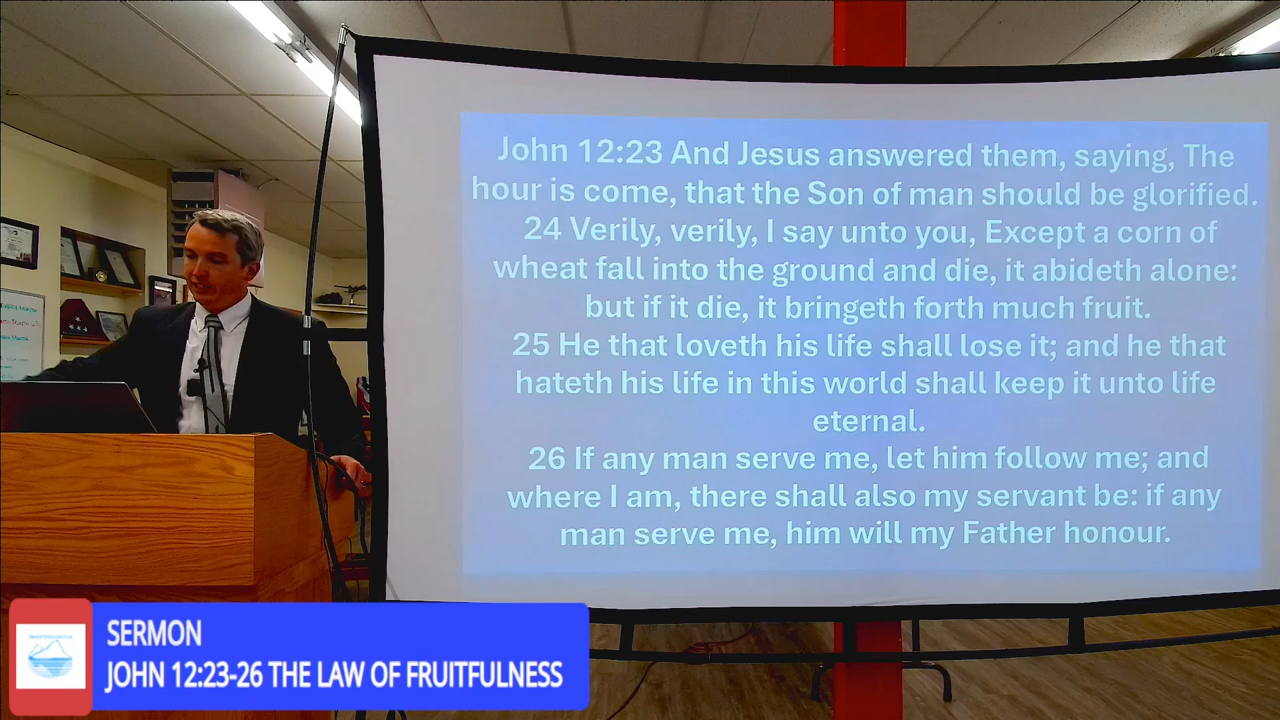 John 12:23 And Jesus answered them, saying, The
hour is come, that the Son of man should be glorified.
24 Verily, verily, I say unto you, Except a corn of
wheat fall into the ground and die, it abideth alone:
but if it die, it bringeth forth much fruit.
25 He that loveth his life shall lose it; and he that
hateth his life in this world shall keep it unto life
eternal.
26 If any man serve me, let him follow me; and
where I am, there shall also my servant be: if any
man serve me, him will my Father honour.
SERMON
JOHN 12:23-26 THE LAW OF FRUITFULNESS